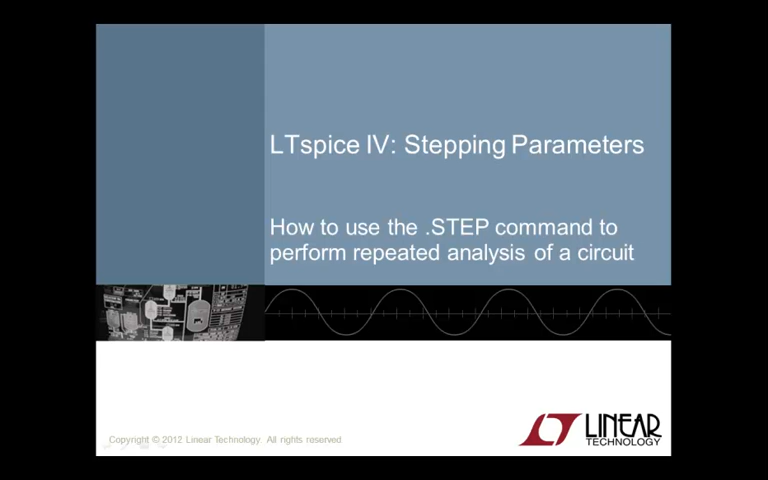 LTspice IV: Stepping Parameters
How to use the .STEP command to
perform repeated analysis of a circuit
Copyright © 2012 Linear Technology. All rights reserved.
LINEAR
TECHNOLOGY